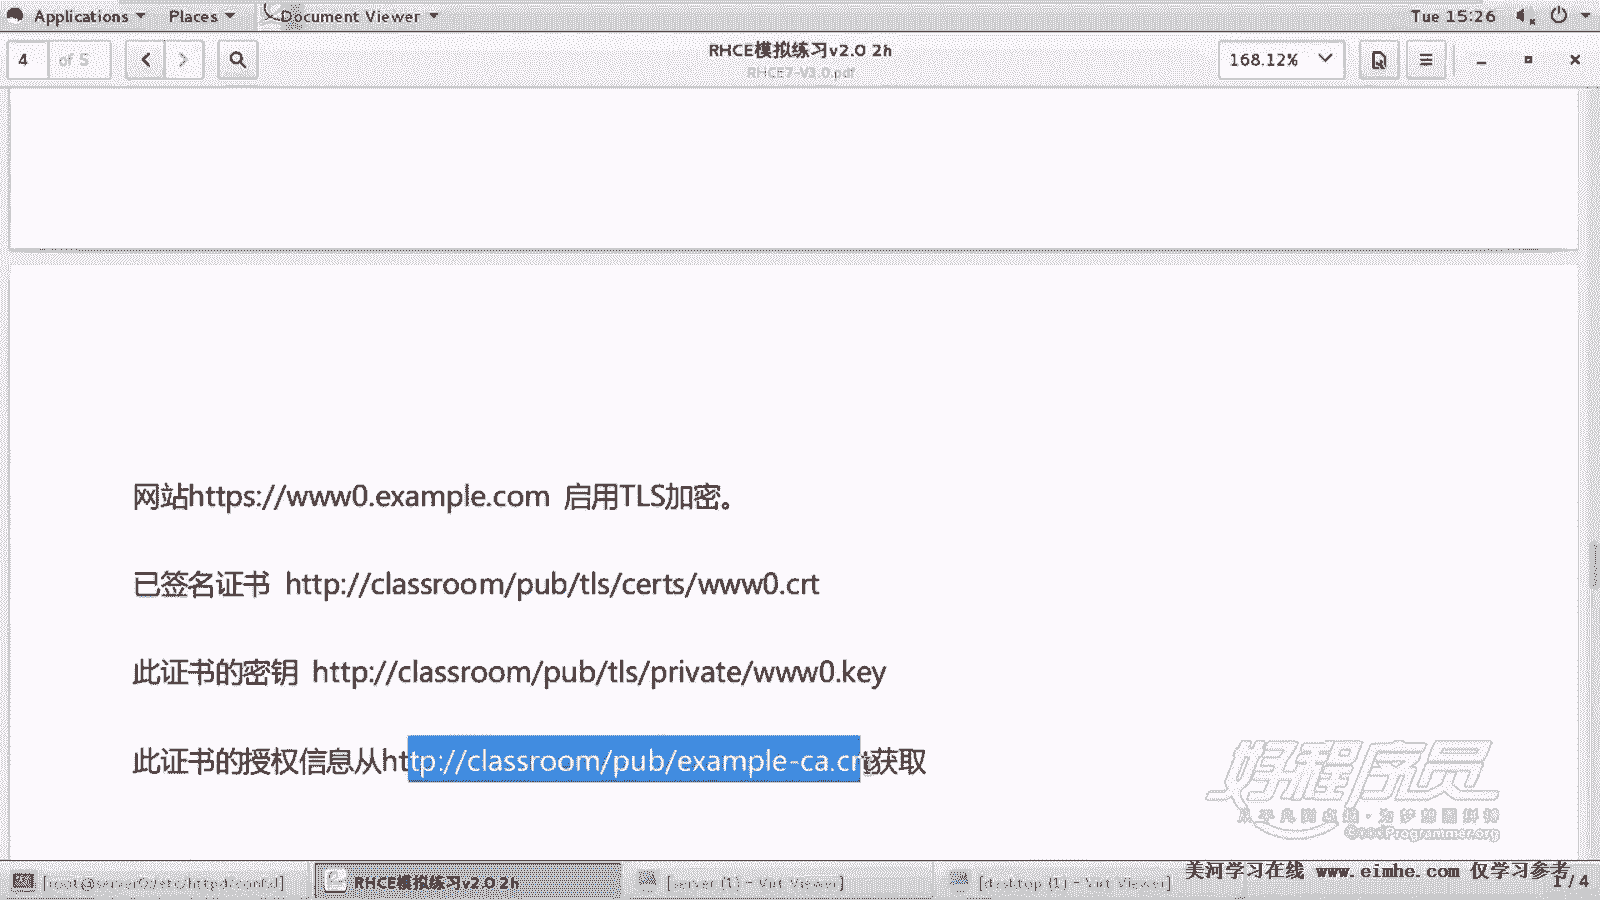 Applications Places Document Viewer Tue 15:26
4 of 5 RHCE模拟练习v2.0 2h 168.12%
RHCE7-V3.0.pdf
网站https://www0.example.com 启用TLS加密。
已签名证书 http://classroom/pub/tls/certs/www0.crt
此证书的密钥 http://classroom/pub/tls/private/www0.key
此证书的授权信息从http://classroom/pub/example-ca.crt获取
好程序员
GoodProgrammer.org
美河学习在线 www.eimhe.com 仅学习参考
[root@server0:/etc/httpd/conf.d] RHCE模拟练习v2.0 2h [server (1) - Virt Viewer] [desktop (1) - Virt Viewer] 1 / 4